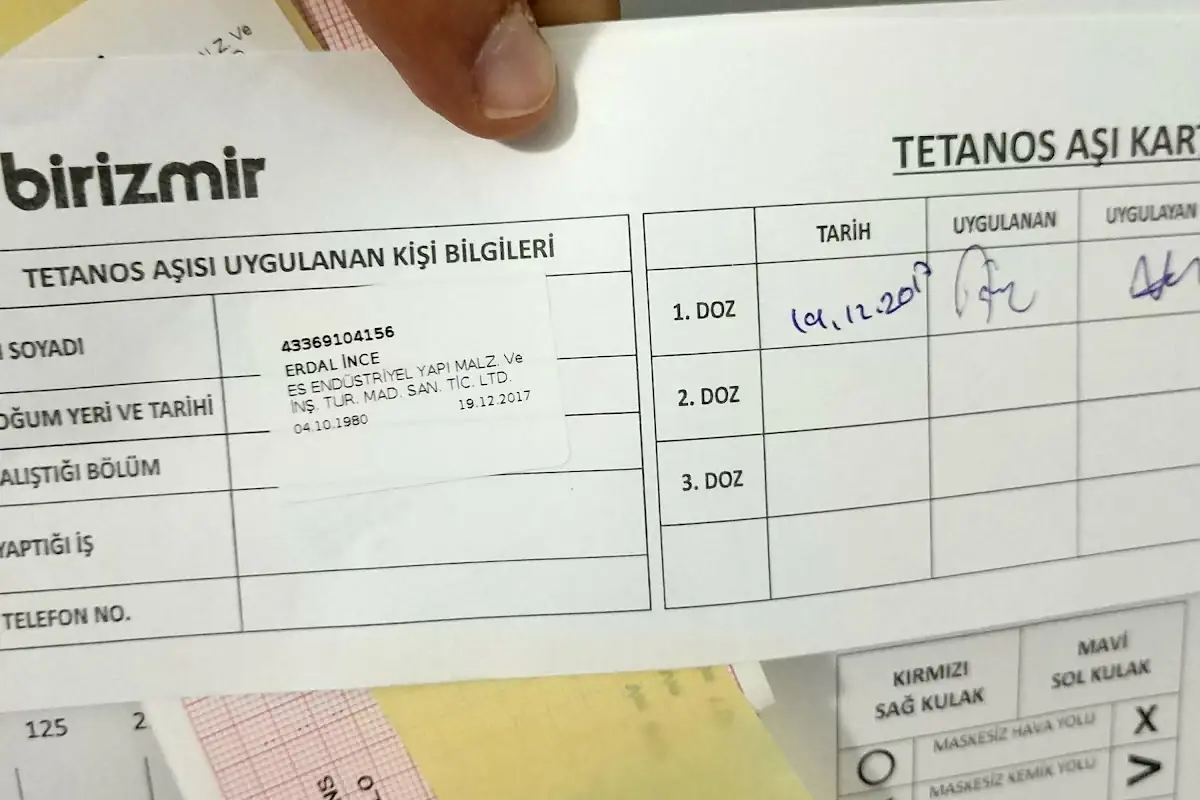 Z. Ve
birizmir
TETANOS AŞISI UYGULANAN KİŞİ BİLGİLERİ
SOYADI
OĞUM YERİ VE TARİHİ
ALIŞTIĞI BÖLÜM
YAPTIĞI İŞ
TELEFON NO.
43369104156
ERDAL İNCE
ES ENDÜSTRİYEL YAPI MALZ. Ve
İNŞ. TUR. MAD. SAN. TİC. LTD.
04.10.1980 19.12.2017
TETANOS AŞI KART
TARİH UYGULANAN UYGULAYAN
1. DOZ 19.12.2017
2. DOZ
3. DOZ
125 2
KIRMIZI
SAĞ KULAK
MAVİ
SOL KULAK
O MASKESİZ HAVA YOLU X
MASKESİZ KEMİK YOLU >